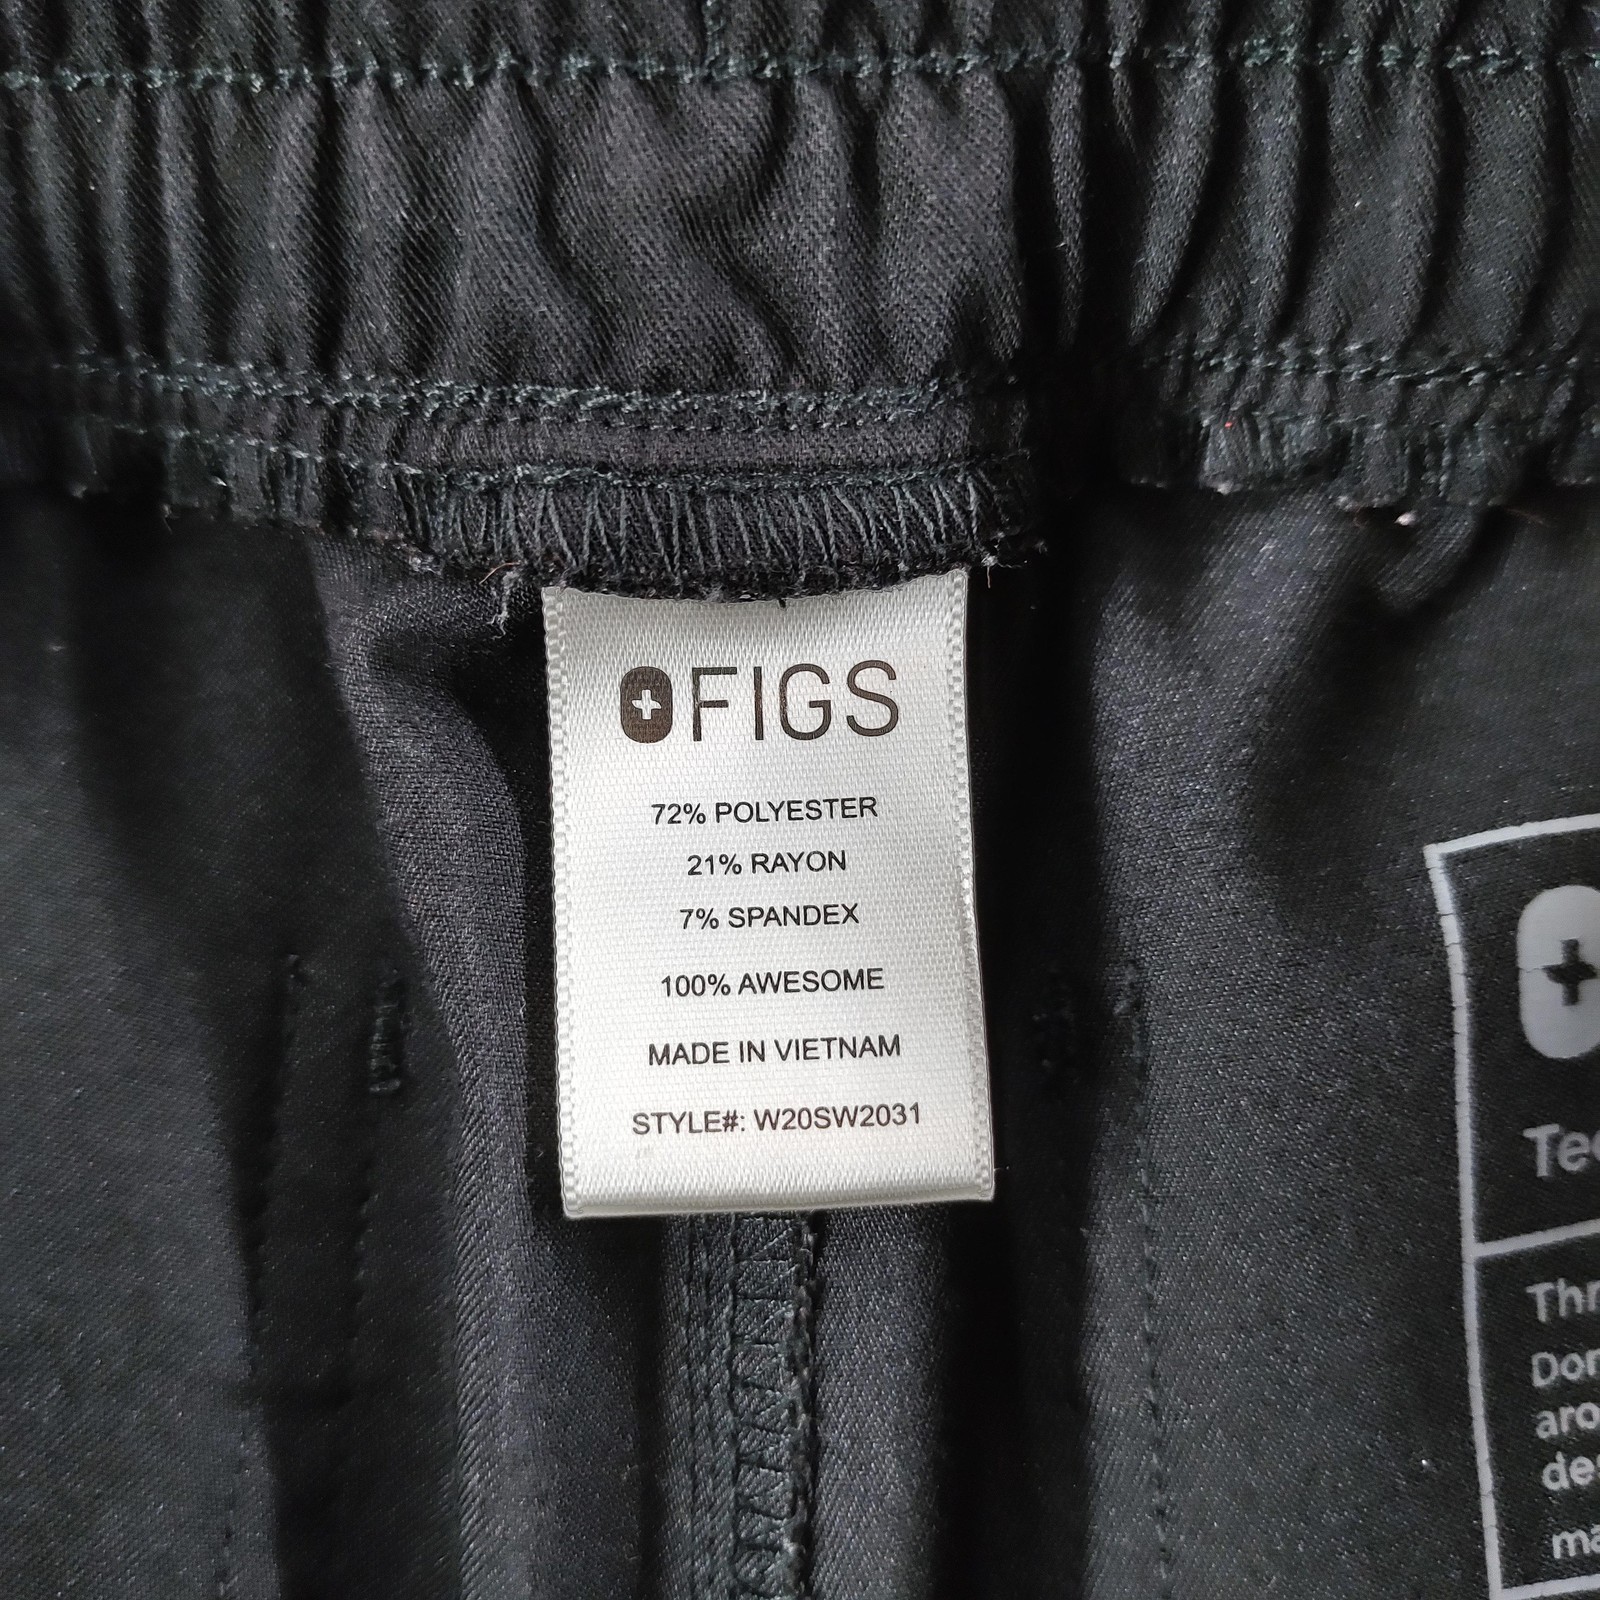 FIGS
72% POLYESTER
21% RAYON
7% SPANDEX
100% AWESOME
MADE IN VIETNAM
STYLE#: W20SW2031